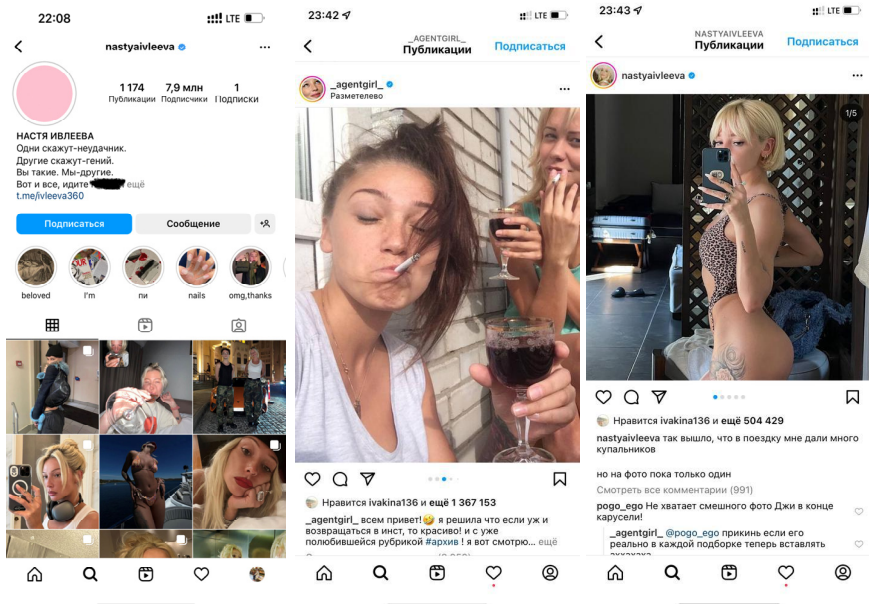 22:08
LTE
nastyaivleeva
1 174
7,9 млн
1
Публикации
Подписчики
Подписки
НАСТЯ ИВЛЕЕВА
Одни скажут-неудачник.
Другие скажут-гений.
Вы такие. Мы-другие.
Вот и все, идите
ещё
t.me/ivleeva360
Подписаться
Сообщение
beloved
I'm
пи
nails
omg,thanks
23:42
LTE
_AGENTGIRL_
Публикации
Подписаться
_agentgirl_
Разметелево
Нравится ivakina136 и ещё 1 367 153
_agentgirl_ всем привет! я решила что если уж и
возвращаться в инст, то красиво! и с уже
полюбившейся рубрикой #архив ! я вот смотрю... ещё
23:43
LTE
NASTYAIVLEEVA
Публикации
Подписаться
nastyaivleeva
1/5
Нравится ivakina136 и ещё 504 429
nastyaivleeva так вышло, что в поездку мне дали много
купальников
но на фото пока только один
Смотреть все комментарии (991)
pogo_ego Не хватает смешного фото Джи в конце
карусели!
_agentgirl_ @pogo_ego прикинь если его
реально в каждой подборке теперь вставлять